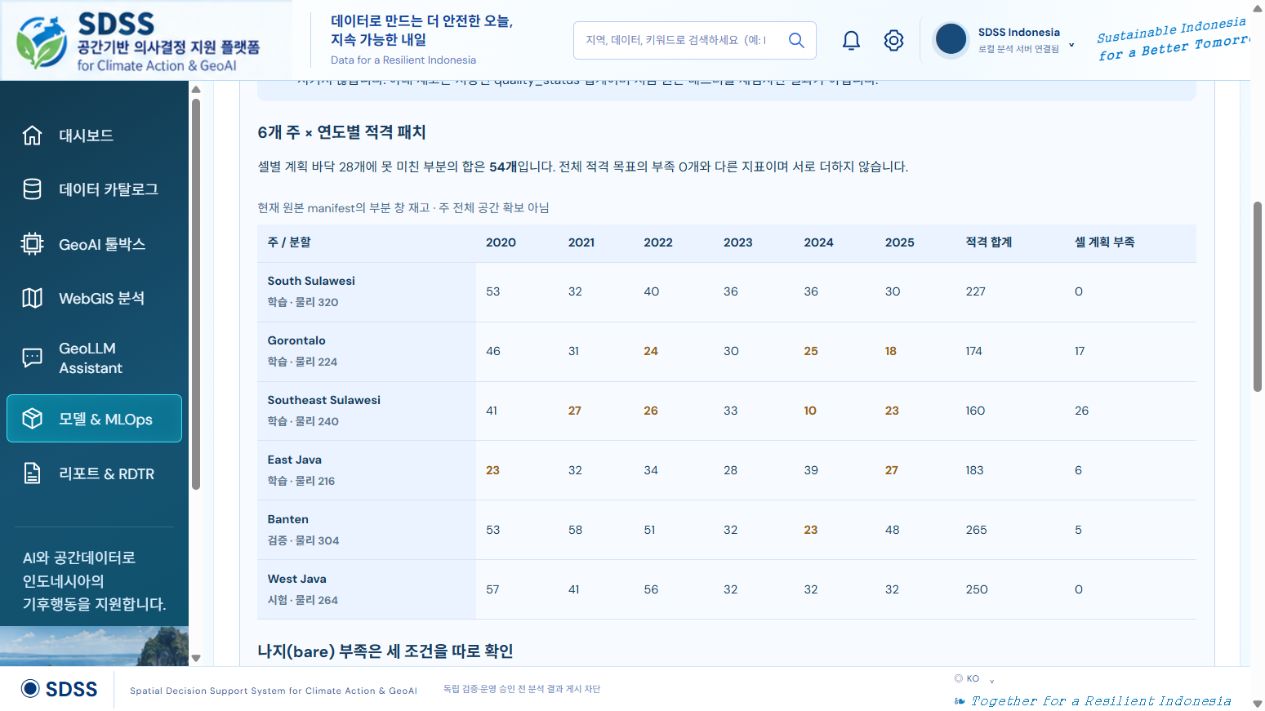 SDSS
공간기반 의사결정 지원 플랫폼
for Climate Action & GeoAI
데이터로 만드는 더 안전한 오늘,
지속 가능한 내일
Data for a Resilient Indonesia
지역, 데이터, 키워드로 검색하세요 (예:
SDSS Indonesia
로컬 분석 서버 연결됨
Sustainable Indonesia
for a Better Tomorr
대시보드
데이터 카탈로그
GeoAI 툴박스
WebGIS 분석
GeoLLM
Assistant
모델 & MLOps
리포트 & RDTR
AI와 공간데이터로
인도네시아의
기후행동을 지원합니다.
6개 주 × 연도별 적격 패치
셀별 계획 바닥 28개에 못 미친 부분의 합은 54개입니다. 전체 적격 목표의 부족 0개와 다른 지표이며 서로 더하지 않습니다.
현재 원본 manifest의 부분 창 재고 · 주 전체 공간 확보 아님
주 / 분할 2020 2021 2022 2023 2024 2025 적격 합계 셀 계획 부족
South Sulawesi
학습 · 물리 320
53 32 40 36 36 30 227 0
Gorontalo
학습 · 물리 224
46 31 24 30 25 18 174 17
Southeast Sulawesi
학습 · 물리 240
41 27 26 33 10 23 160 26
East Java
학습 · 물리 216
23 32 34 28 39 27 183 6
Banten
검증 · 물리 304
53 58 51 32 23 48 265 5
West Java
시험 · 물리 264
57 41 56 32 32 32 250 0
나지(bare) 부족은 세 조건을 따로 확인
SDSS
Spatial Decision Support System for Climate Action & GeoAI
독립 검증·운영 승인 전 분석 결과 게시 차단
KO
Together for a Resilient Indonesia